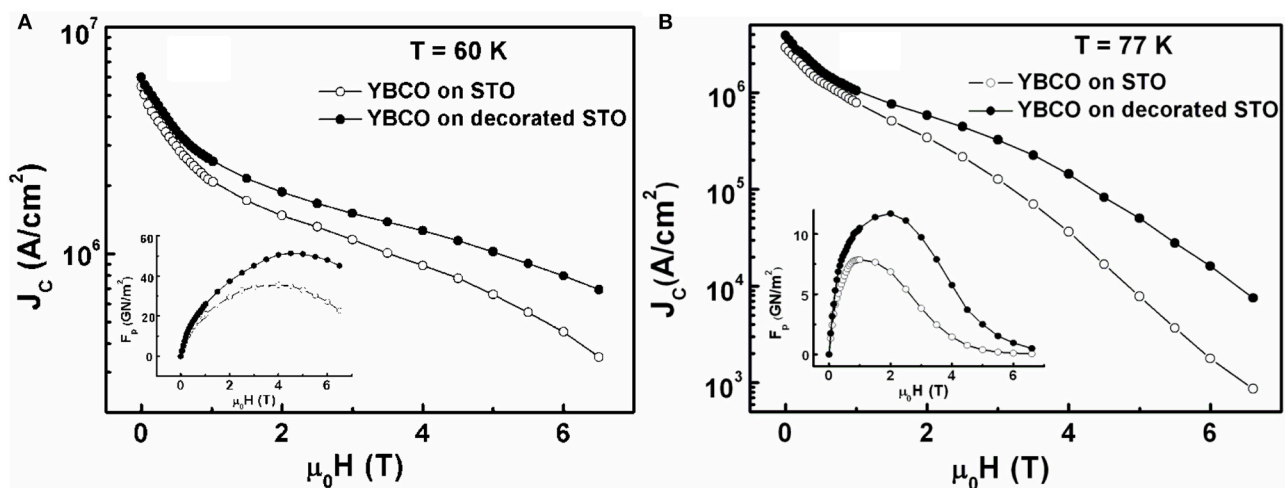 A
T = 60 K
YBCO on STO
YBCO on decorated STO
10^7
10^6
J_C (A/cm^2)
μ_0H (T)
0 2 4 6
F_p (GN/m^2)
60
40
20
0
0 2 4 6
μ_0H (T)
B
T = 77 K
YBCO on STO
YBCO on decorated STO
10^6
10^5
10^4
10^3
J_C(A/cm^2)
μ_0H (T)
0 2 4 6
F_p (GN/m^2)
10
5
0
0 2 4 6
μ_0H (T)